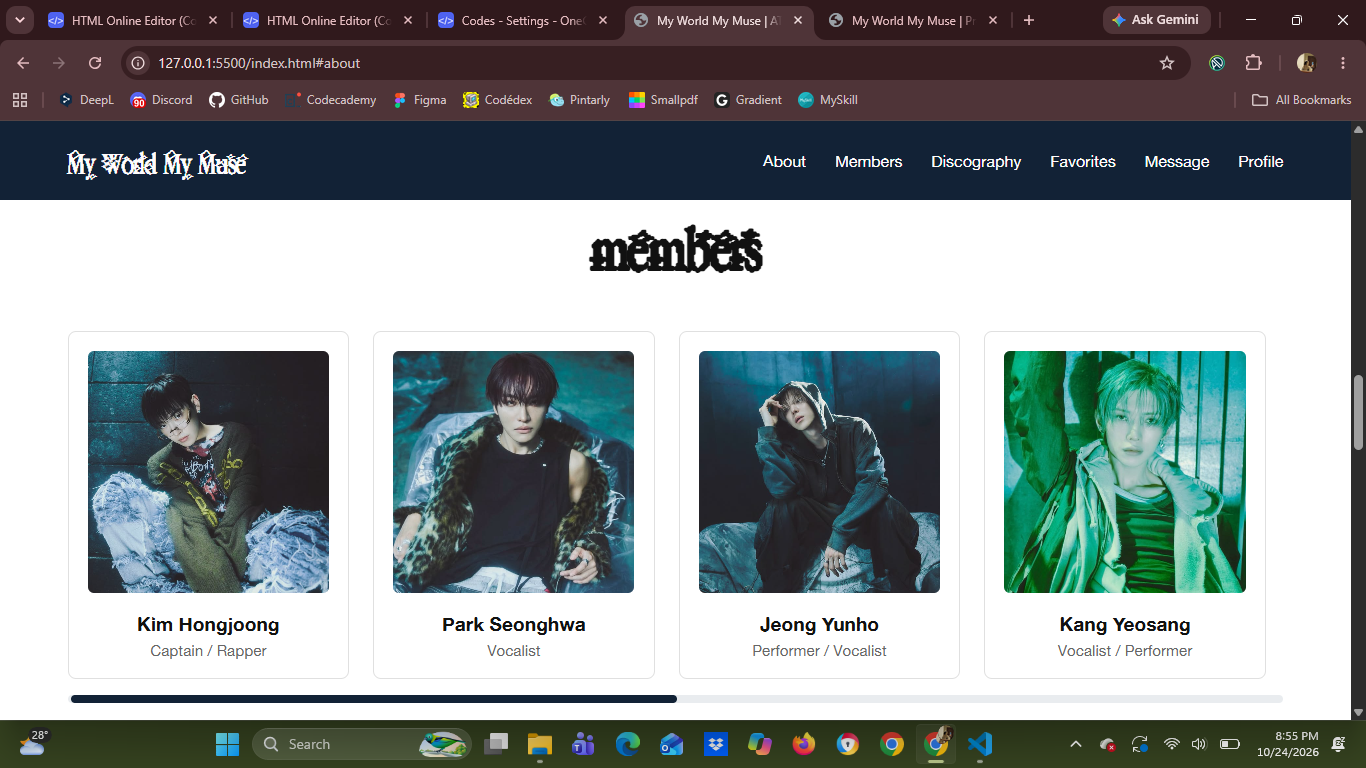 HTML Online Editor (Co
HTML Online Editor (Co
Codes - Settings - One
My World My Muse | AT
My World My Muse | Pr
Ask Gemini
127.0.0.1:5500/index.html#about
DeepL
90
Discord
GitHub
Codecademy
Figma
Codédex
Pintarly
Smallpdf
Gradient
MySkill
All Bookmarks
My World My Muse
About
Members
Discography
Favorites
Message
Profile
members
Kim Hongjoong
Captain / Rapper
Park Seonghwa
Vocalist
Jeong Yunho
Performer / Vocalist
Kang Yeosang
Vocalist / Performer
28°
Search
8:55 PM
10/24/2026